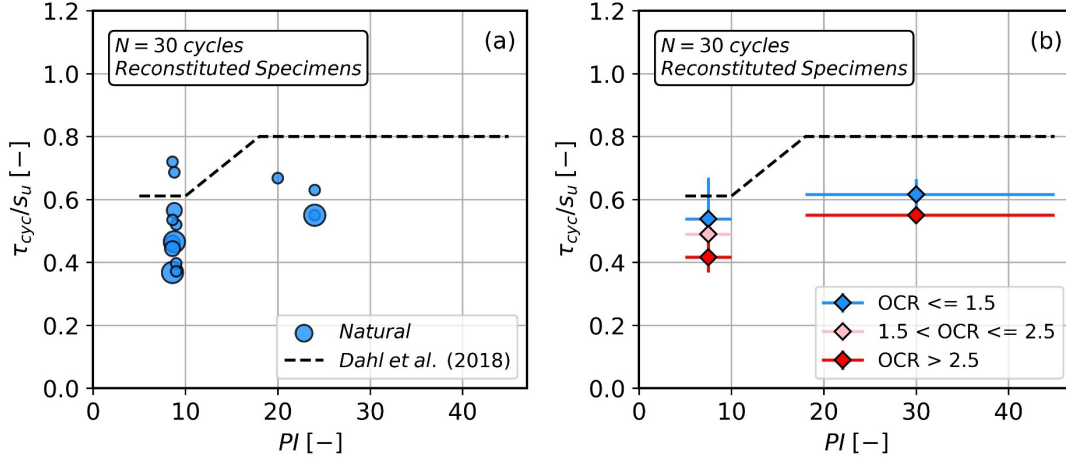 (a)
N = 30 cycles
Reconstituted Specimens
1.2
1.0
0.8
0.6
0.4
0.2
0.0
τcyc/su [−]
Natural
Dahl et al. (2018)
0 10 20 30 40
PI [−]
(b)
N = 30 cycles
Reconstituted Specimens
1.2
1.0
0.8
0.6
0.4
0.2
0.0
τcyc/su [−]
OCR <= 1.5
1.5 < OCR <= 2.5
OCR > 2.5
0 10 20 30 40
PI [−]